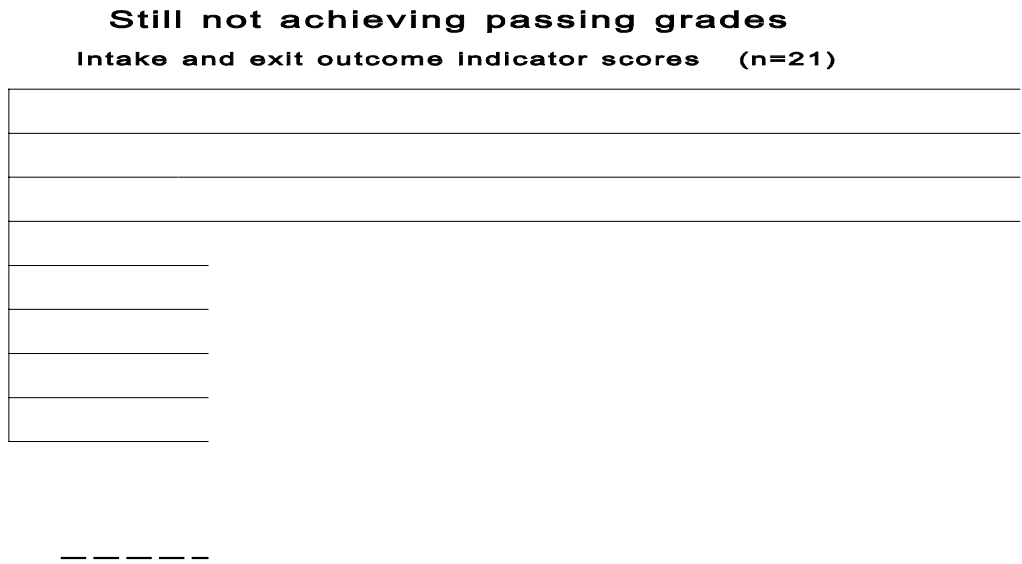 Still not achieving passing grades
Intake and exit outcome indicator scores (n=21)